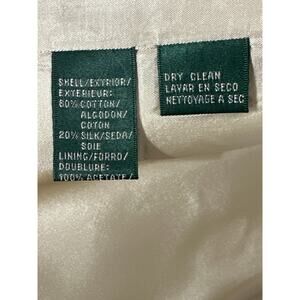 SHELL/EXTRIOR/
EXTERIEUR:
80% COTTON/
ALGODON/
COTON
20% SILK/SEDA/
SOIE
LINING/FORRO/
DOUBLURE:
100% ACETATE/
DRY CLEAN
LAVAR EN SECO
NETTOYAGE A SEC